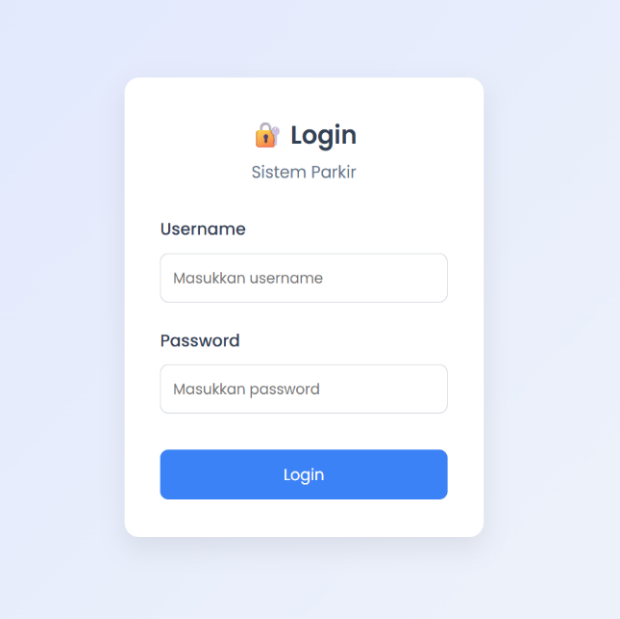 🔐 Login
Sistem Parkir
Username
Masukkan username
Password
Masukkan password
Login